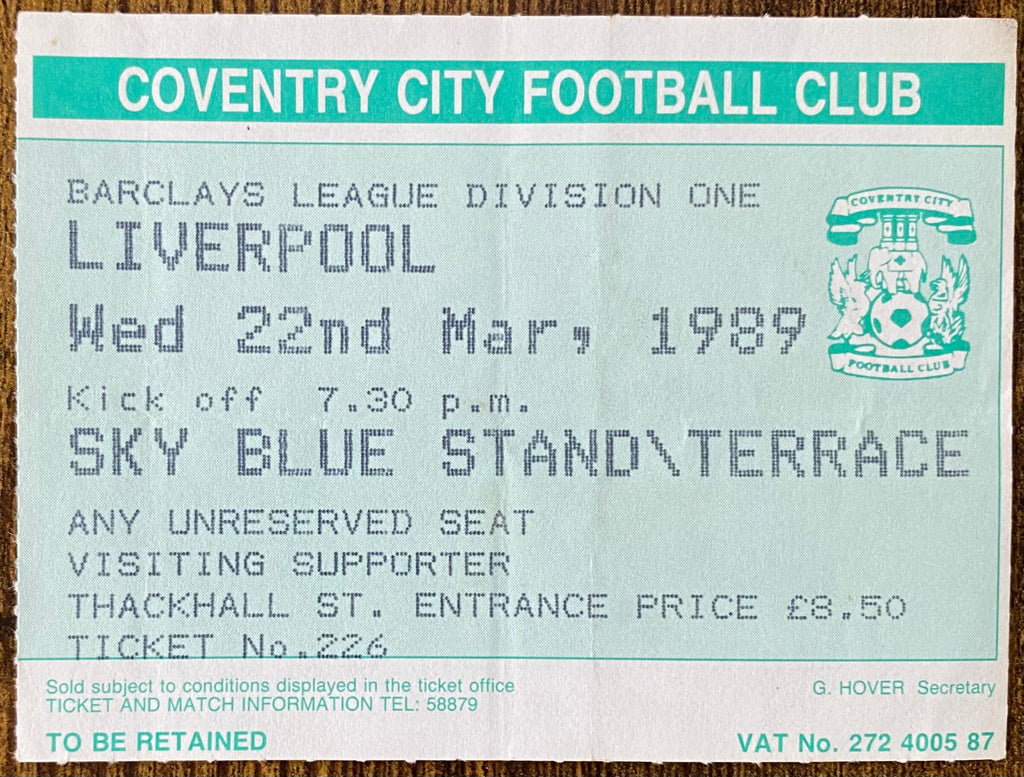 COVENTRY CITY FOOTBALL CLUB
BARCLAYS LEAGUE DIVISION ONE
LIVERPOOL
Wed 22nd Mar, 1989
Kick off 7.30 p.m.
SKY BLUE STAND\TERRACE
ANY UNRESERVED SEAT
VISITING SUPPORTER
THACKHALL ST. ENTRANCE PRICE £8.50
TICKET No.226
COVENTRY CITY
FOOTBALL CLUB
Sold subject to conditions displayed in the ticket office
TICKET AND MATCH INFORMATION TEL: 58879
G. HOVER Secretary
TO BE RETAINED
VAT No. 272 4005 87